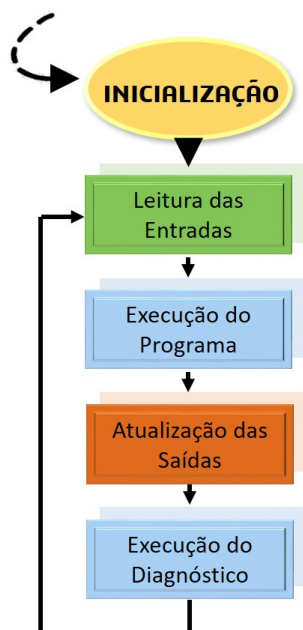 INICIALIZAÇÃO
Leitura das
Entradas
Execução do
Programa
Atualização das
Saídas
Execução do
Diagnóstico